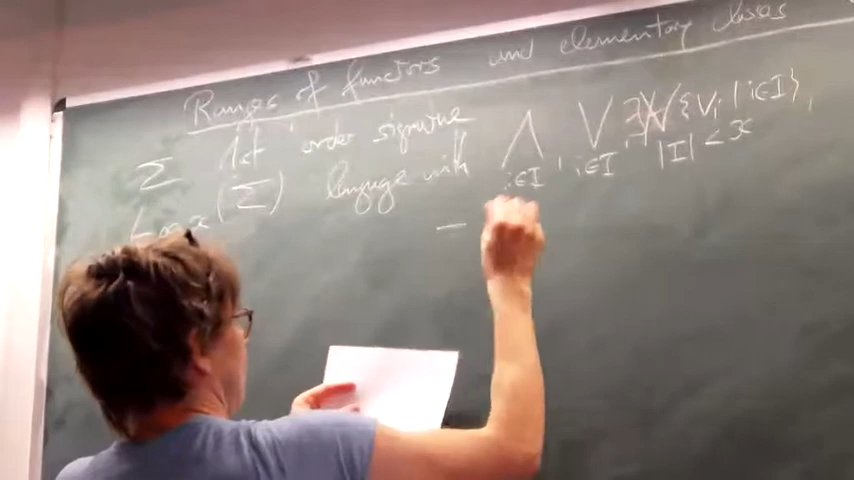 Ranges of functors and elementary classes
Σ 1st order signature
(Σ) language with ⋀ i∈I , ⋁ i∈I , ∃ {v_i | i∈I} , |I| < ϰ
—